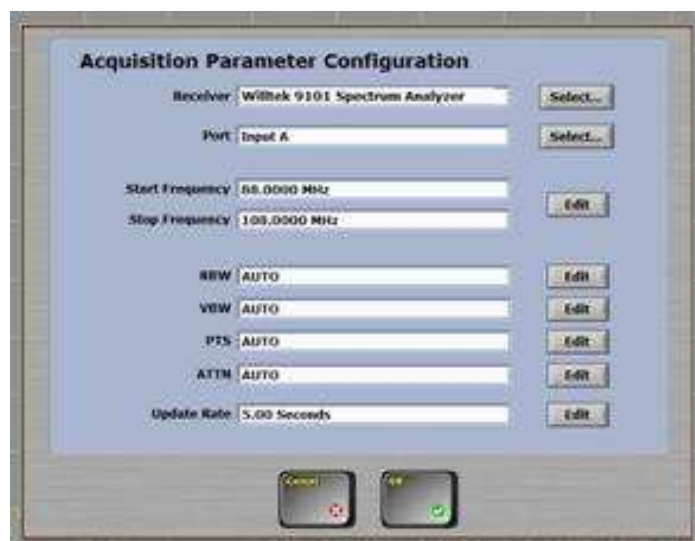 Acquisition Parameter Configuration
Receiver Willtek 9101 Spectrum Analyzer Select...
Port Input A Select...
Start Frequency 88.0000 MHz
Edit
Stop Frequency 108.0000 MHz
RBW AUTO Edit
VBW AUTO Edit
PTS AUTO Edit
ATTN AUTO Edit
Update Rate 5.00 Seconds Edit
Cancel OK